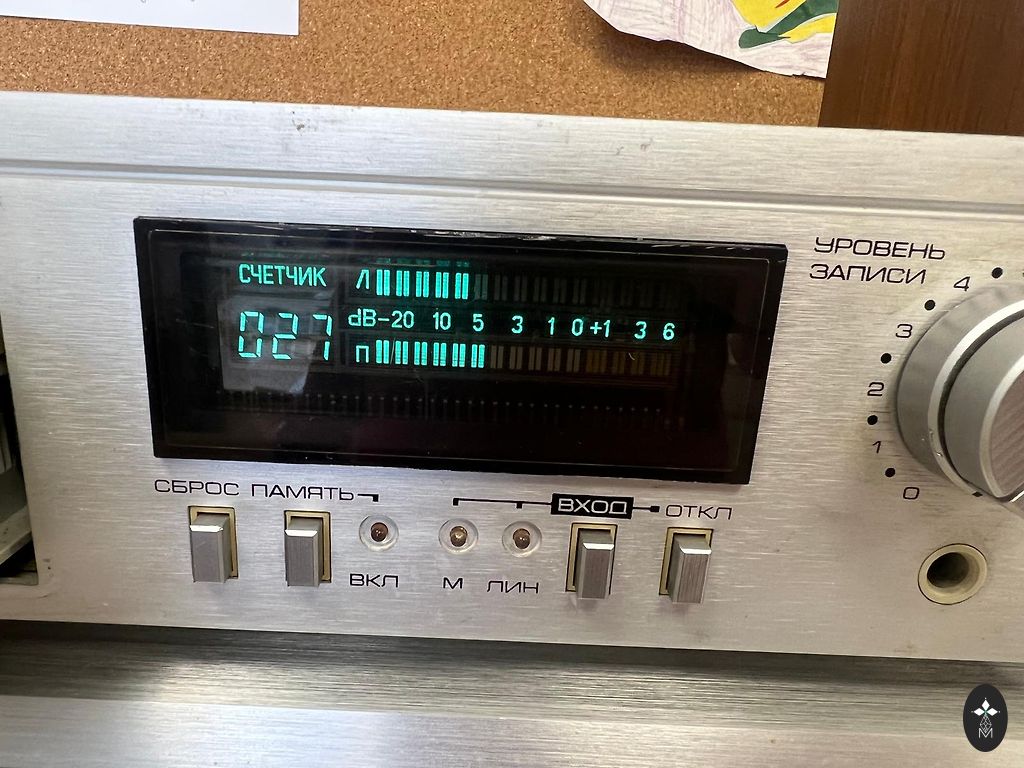 СЧЕТЧИК Л
dB-20 10 5 3 1 0 +1 3 6
027
П
УРОВЕНЬ
ЗАПИСИ
4
3
2
1
0
СБРОС ПАМЯТЬ
ВХОД ОТКЛ
ВКЛ М ЛИН
M